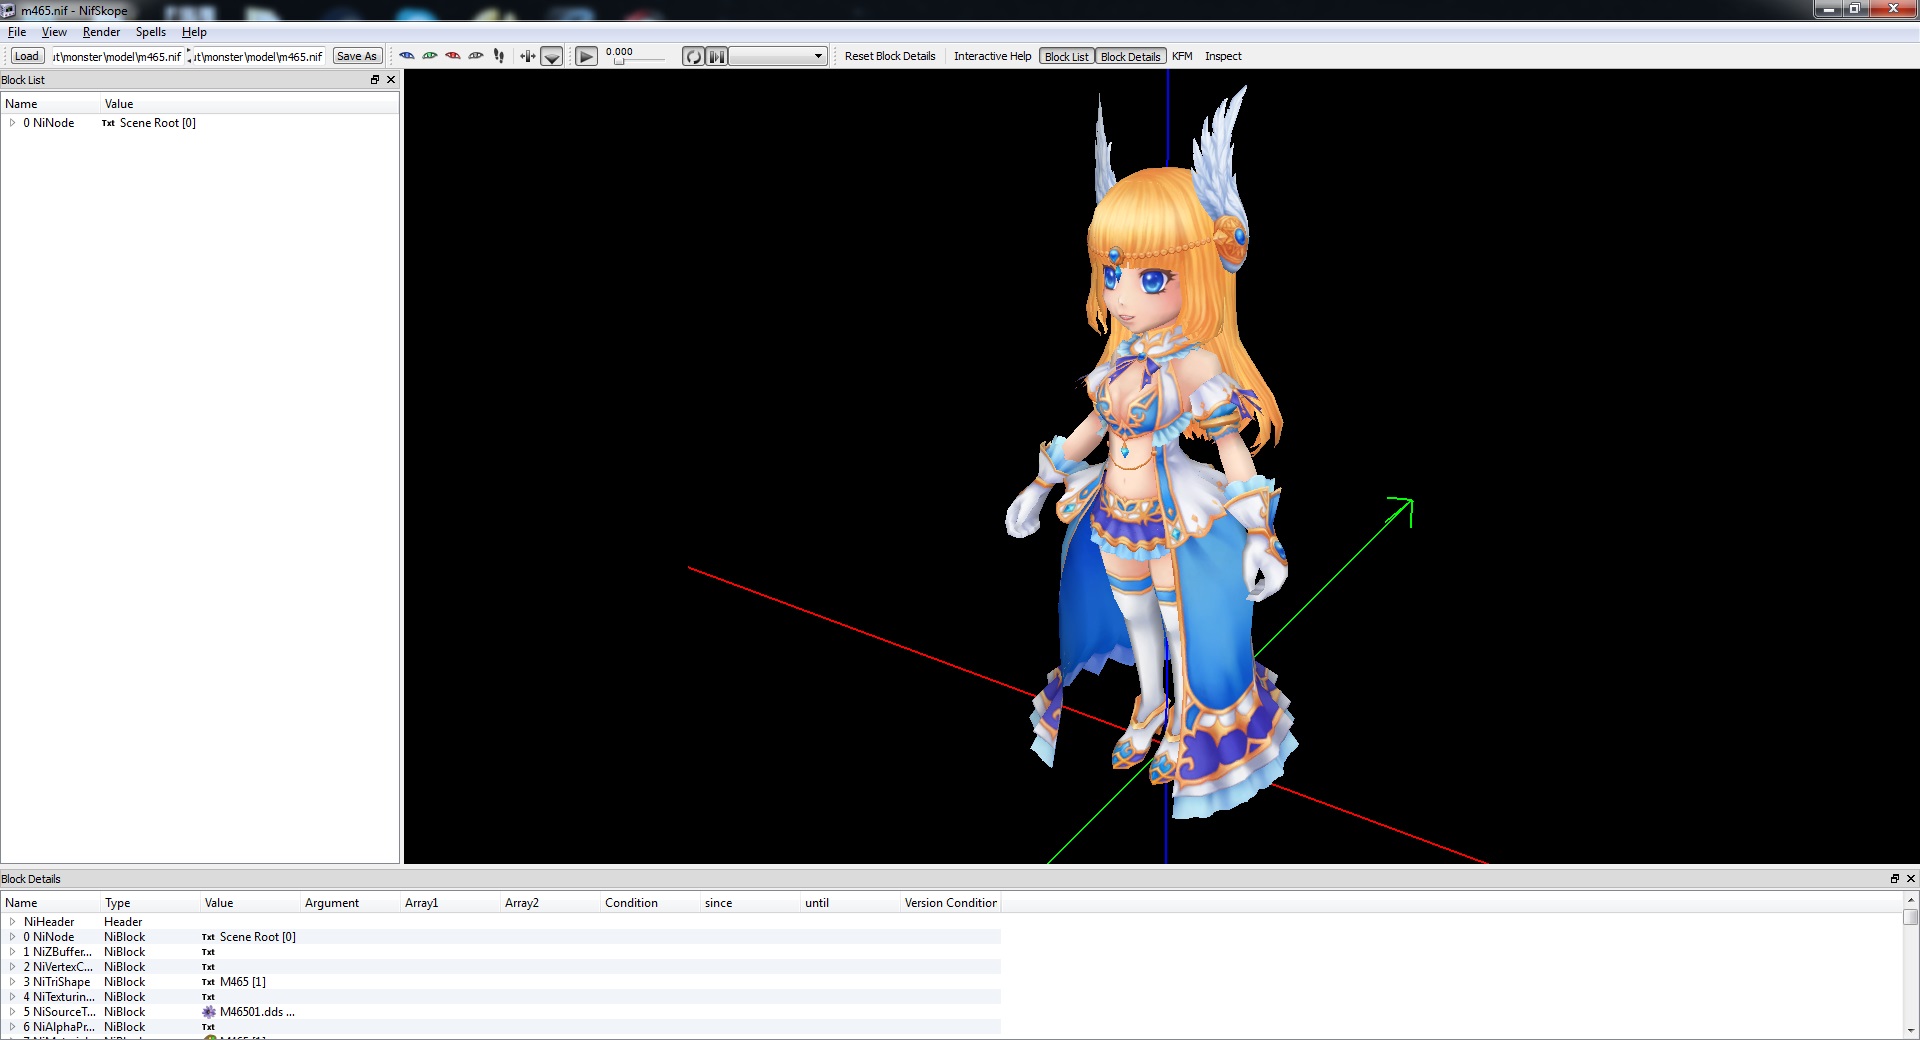 m465.nif - NifSkope
File View Render Spells Help
Load ut\monster\model\m465.nif ut\monster\model\m465.nif Save As 0.000 Reset Block Details Interactive Help Block List Block Details KFM Inspect
Block List
Name Value
0 NiNode Txt Scene Root [0]
Block Details
Name Type Value Argument Array1 Array2 Condition since until Version Condition
NiHeader Header
0 NiNode NiBlock Txt Scene Root [0]
1 NiZBuffer... NiBlock Txt
2 NiVertexC... NiBlock Txt
3 NiTriShape NiBlock Txt M465 [1]
4 NiTexturin... NiBlock Txt
5 NiSourceT... NiBlock M46501.dds ...
6 NiAlphaPr... NiBlock Txt